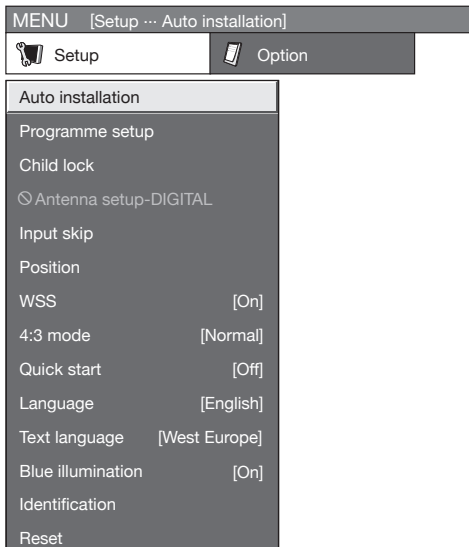 MENU [Setup ··· Auto installation]
Setup Option
Auto installation
Programme setup
Child lock
Antenna setup-DIGITAL
Input skip
Position
WSS [On]
4:3 mode [Normal]
Quick start [Off]
Language [English]
Text language [West Europe]
Blue illumination [On]
Identification
Reset